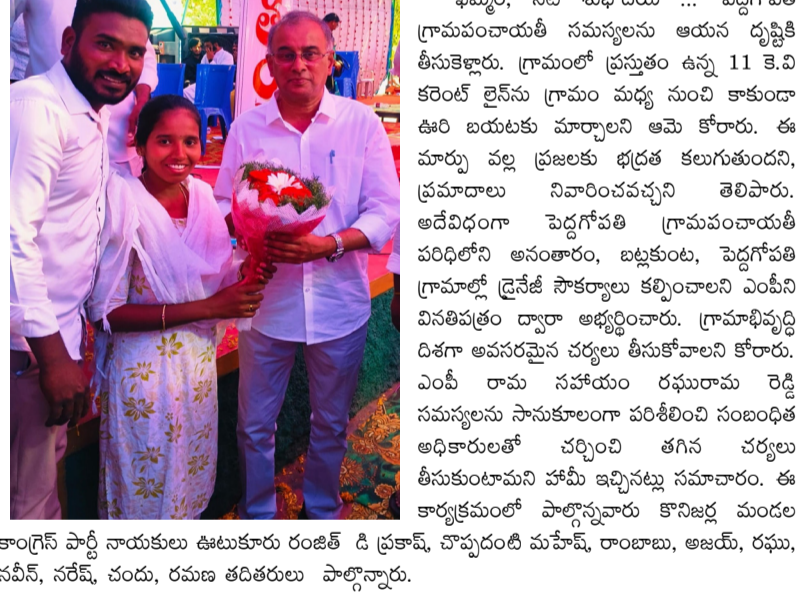 గ్రామపంచాయతీ సమస్యలను ఆయన దృష్టికి
తీసుకెళ్లారు. గ్రామంలో ప్రస్తుతం ఉన్న 11 కె.వి
కరెంట్ లైన్‌ను గ్రామం మధ్య నుంచి కాకుండా
ఊరి బయటకు మార్చాలని ఆమె కోరారు. ఈ
మార్పు వల్ల ప్రజలకు భద్రత కలుగుతుందని,
ప్రమాదాలు నివారించవచ్చని తెలిపారు.
అదేవిధంగా పెద్దగోపతి గ్రామపంచాయతీ
పరిధిలోని అనంతారం, బట్లకుంట, పెద్దగోపతి
గ్రామాల్లో డ్రైనేజీ సౌకర్యాలు కల్పించాలని ఎంపీని
వినతిపత్రం ద్వారా అభ్యర్థించారు. గ్రామాభివృద్ధి
దిశగా అవసరమైన చర్యలు తీసుకోవాలని కోరారు.
ఎంపీ రామ సహాయం రఘురామ రెడ్డి
సమస్యలను సానుకూలంగా పరిశీలించి సంబంధిత
అధికారులతో చర్చించి తగిన చర్యలు
తీసుకుంటామని హామీ ఇచ్చినట్లు సమాచారం. ఈ
కార్యక్రమంలో పాల్గొన్నవారు కొనిజర్ల మండల
కాంగ్రెస్ పార్టీ నాయకులు ఊటుకూరు రంజిత్ డి ప్రకాష్, చొప్పదంటి మహేష్, రాంబాబు, అజయ్, రఘు,
నవీన్, నరేష్, చందు, రమణ తదితరులు పాల్గొన్నారు.